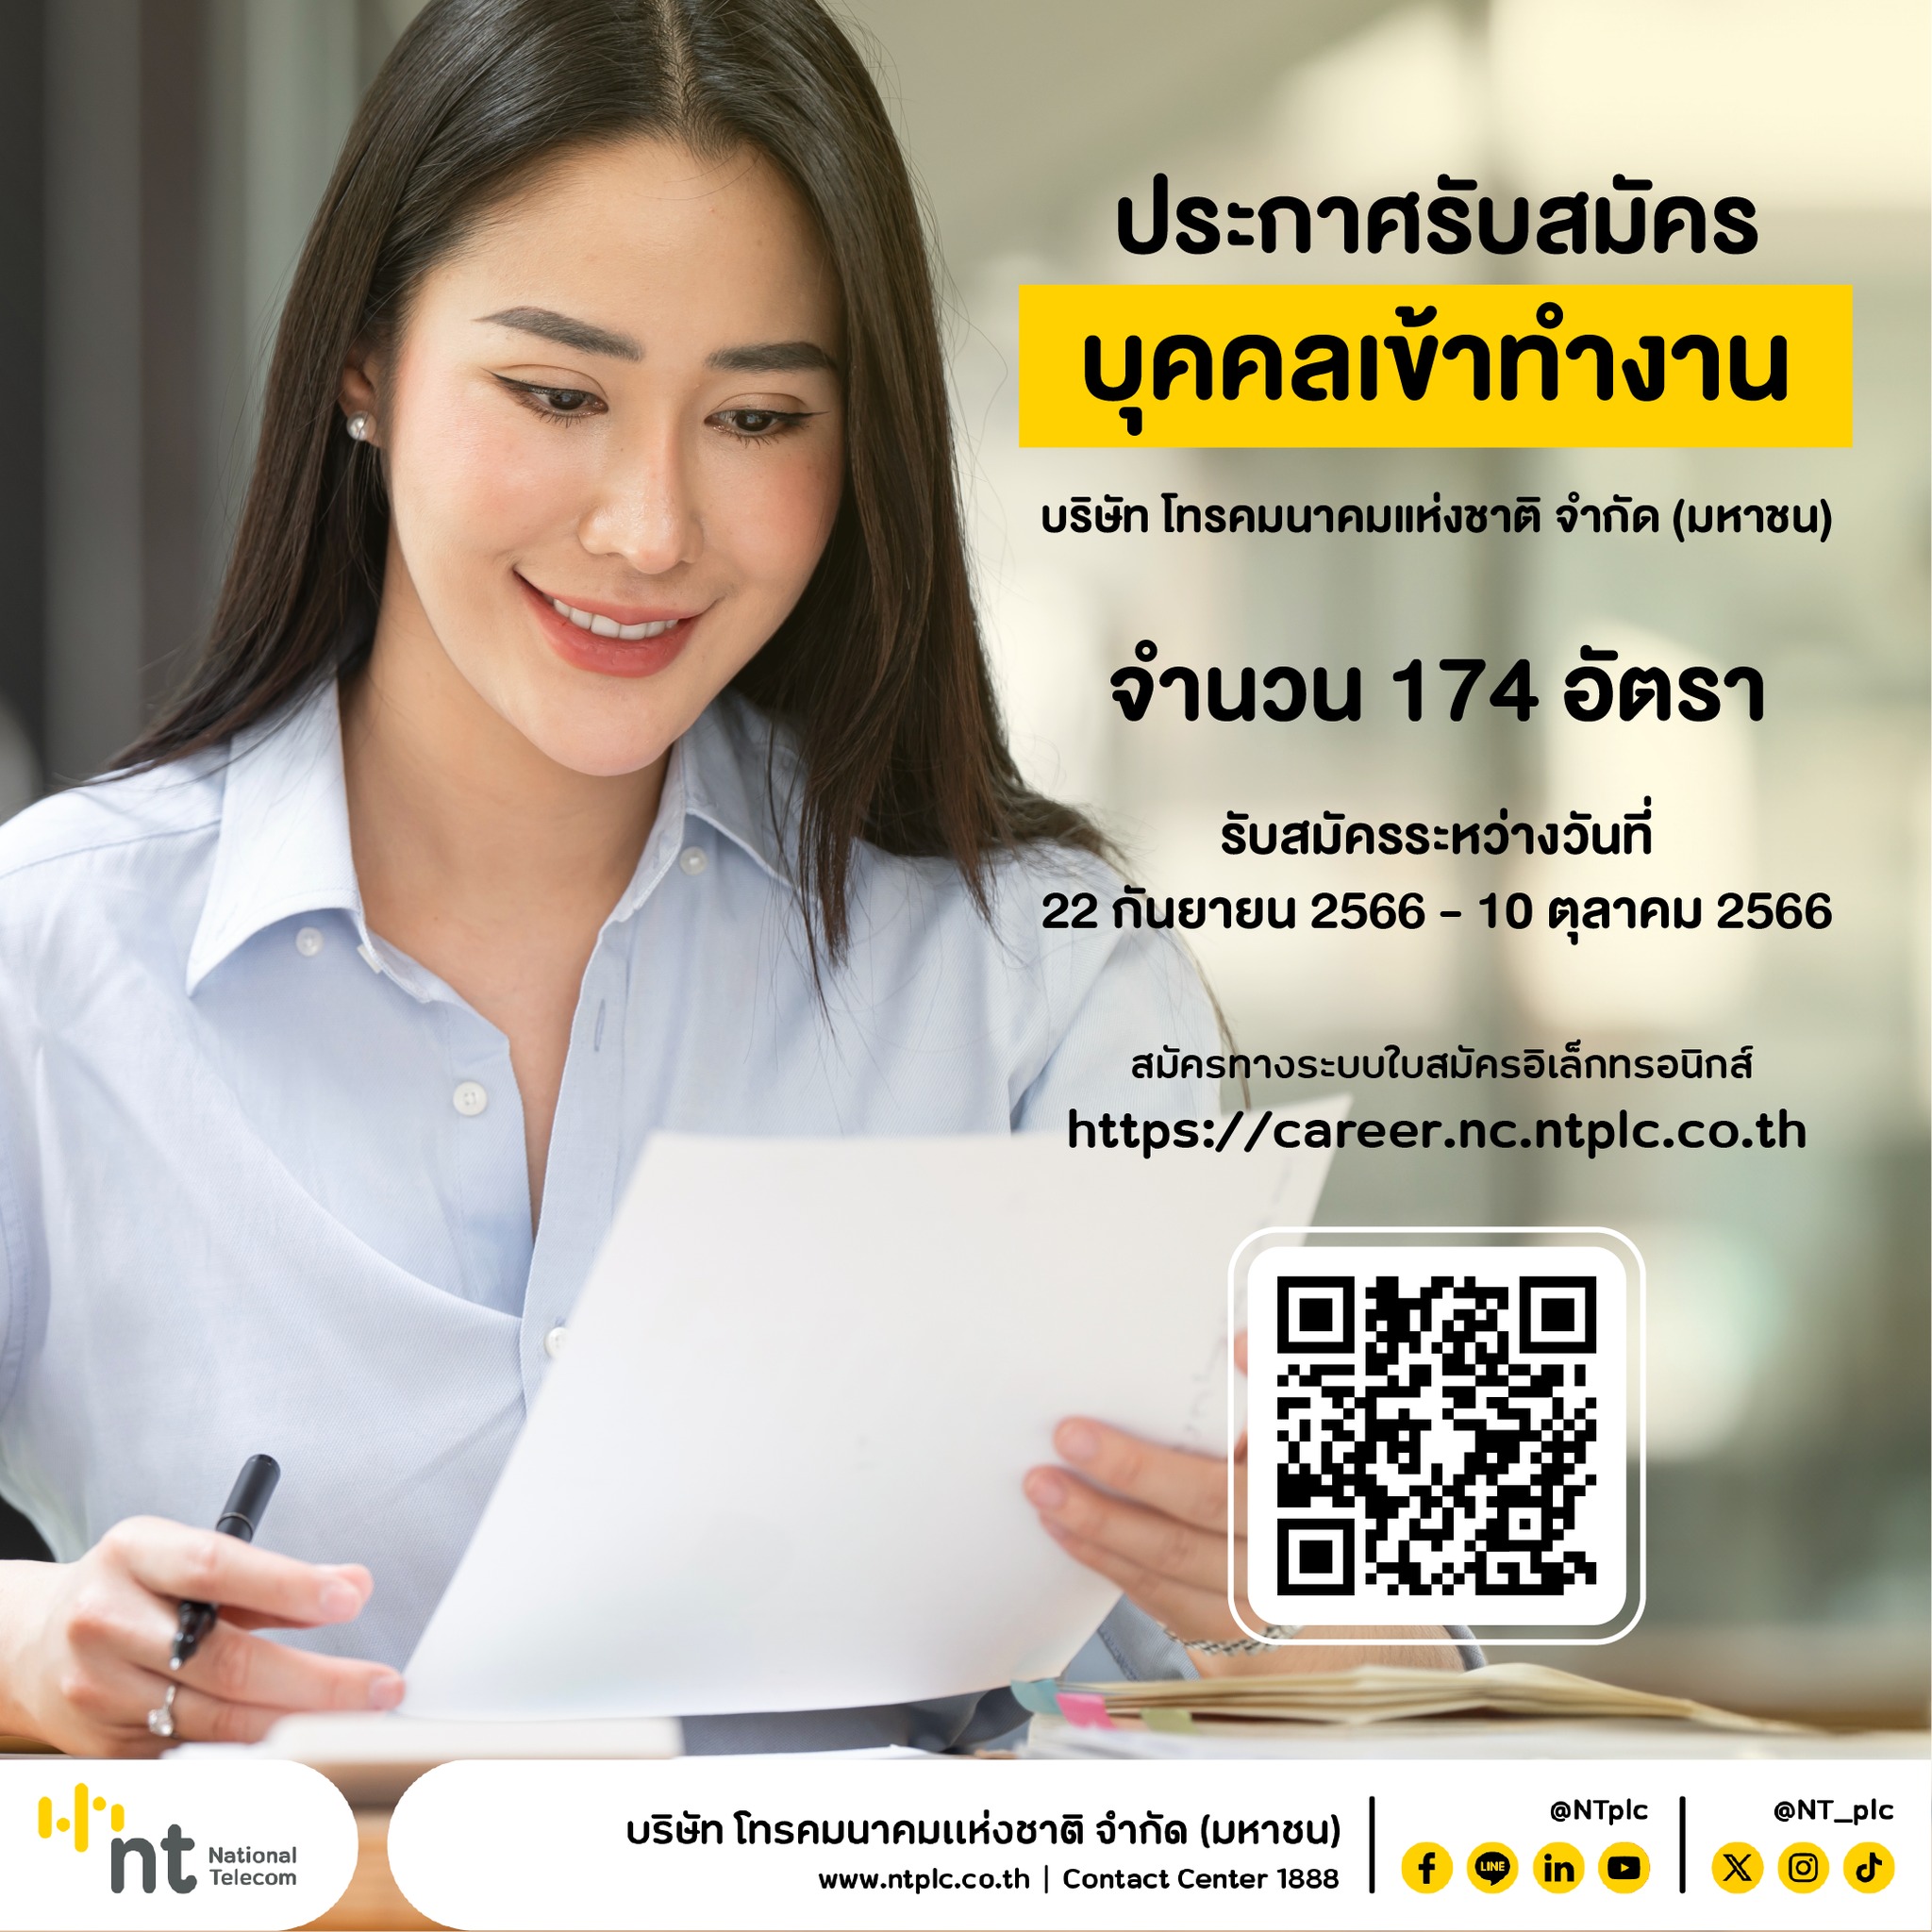 ประกาศรับสมัคร
บุคคลเข้าทำงาน
บริษัท โทรคมนาคมแห่งชาติ จำกัด (มหาชน)
จำนวน 174 อัตรา
รับสมัครระหว่างวันที่
22 กันยายน 2566 - 10 ตุลาคม 2566
สมัครทางระบบใบสมัครอิเล็กทรอนิกส์
https://career.nc.ntplc.co.th
nt National
Telecom
บริษัท โทรคมนาคมแห่งชาติ จำกัด (มหาชน)
www.ntplc.co.th | Contact Center 1888
@NTplc
LINE
@NT_plc